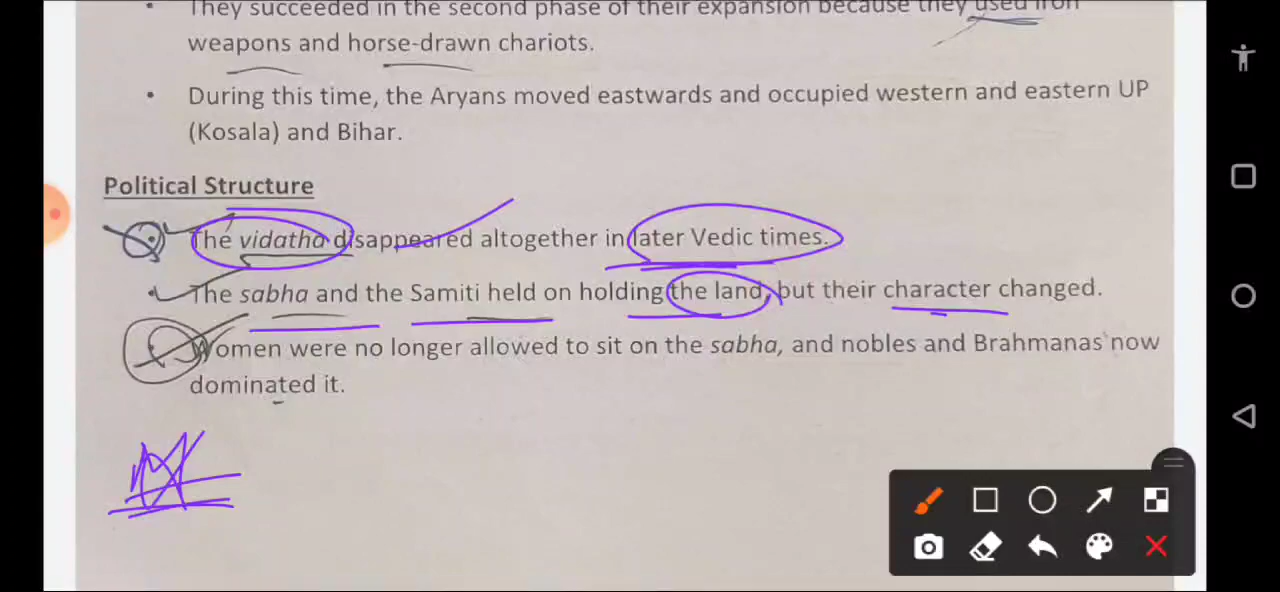 They succeeded in the second phase of their expansion because they used iron
weapons and horse-drawn chariots.
During this time, the Aryans moved eastwards and occupied western and eastern UP
(Kosala) and Bihar.
Political Structure
The vidatha disappeared altogether in later Vedic times.
The sabha and the Samiti held on holding the land, but their character changed.
Women were no longer allowed to sit on the sabha, and nobles and Brahmanas now
dominated it.